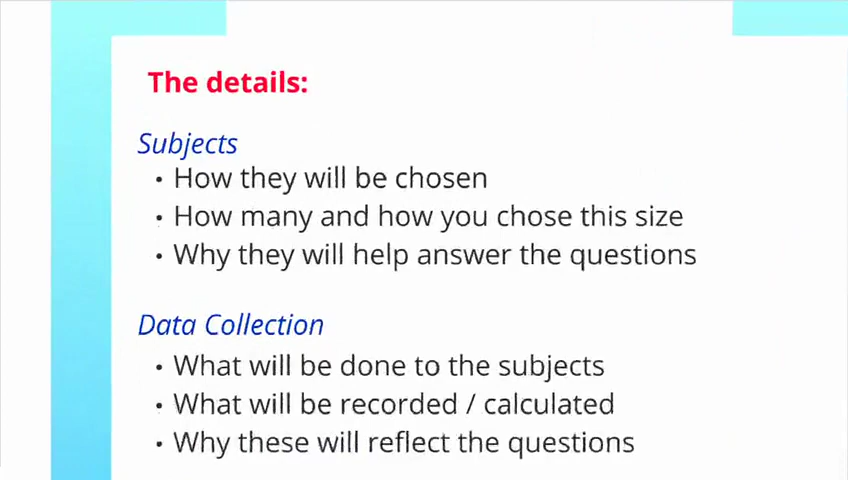 The details:
Subjects
• How they will be chosen
• How many and how you chose this size
• Why they will help answer the questions
Data Collection
• What will be done to the subjects
• What will be recorded / calculated
• Why these will reflect the questions